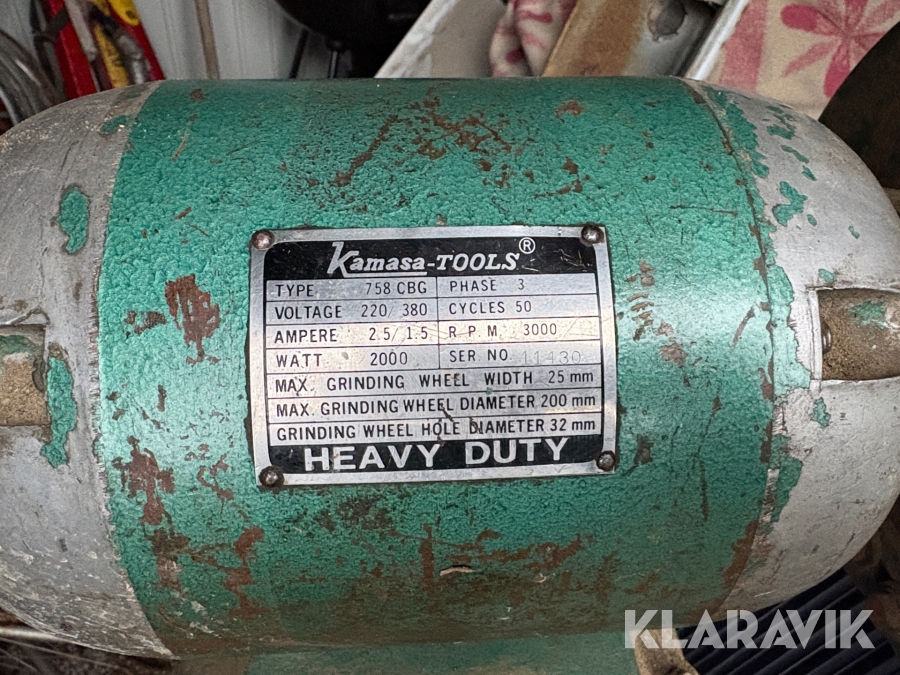 Kamasa-TOOLS®
TYPE 758 CBG PHASE 3
VOLTAGE 220/380 CYCLES 50
AMPERE 2.5/1.5 R.P.M. 3000
WATT 2000 SER NO. 11430
MAX. GRINDING WHEEL WIDTH 25 mm
MAX. GRINDING WHEEL DIAMETER 200 mm
GRINDING WHEEL HOLE DIAMETER 32 mm
HEAVY DUTY
KLARAVIK